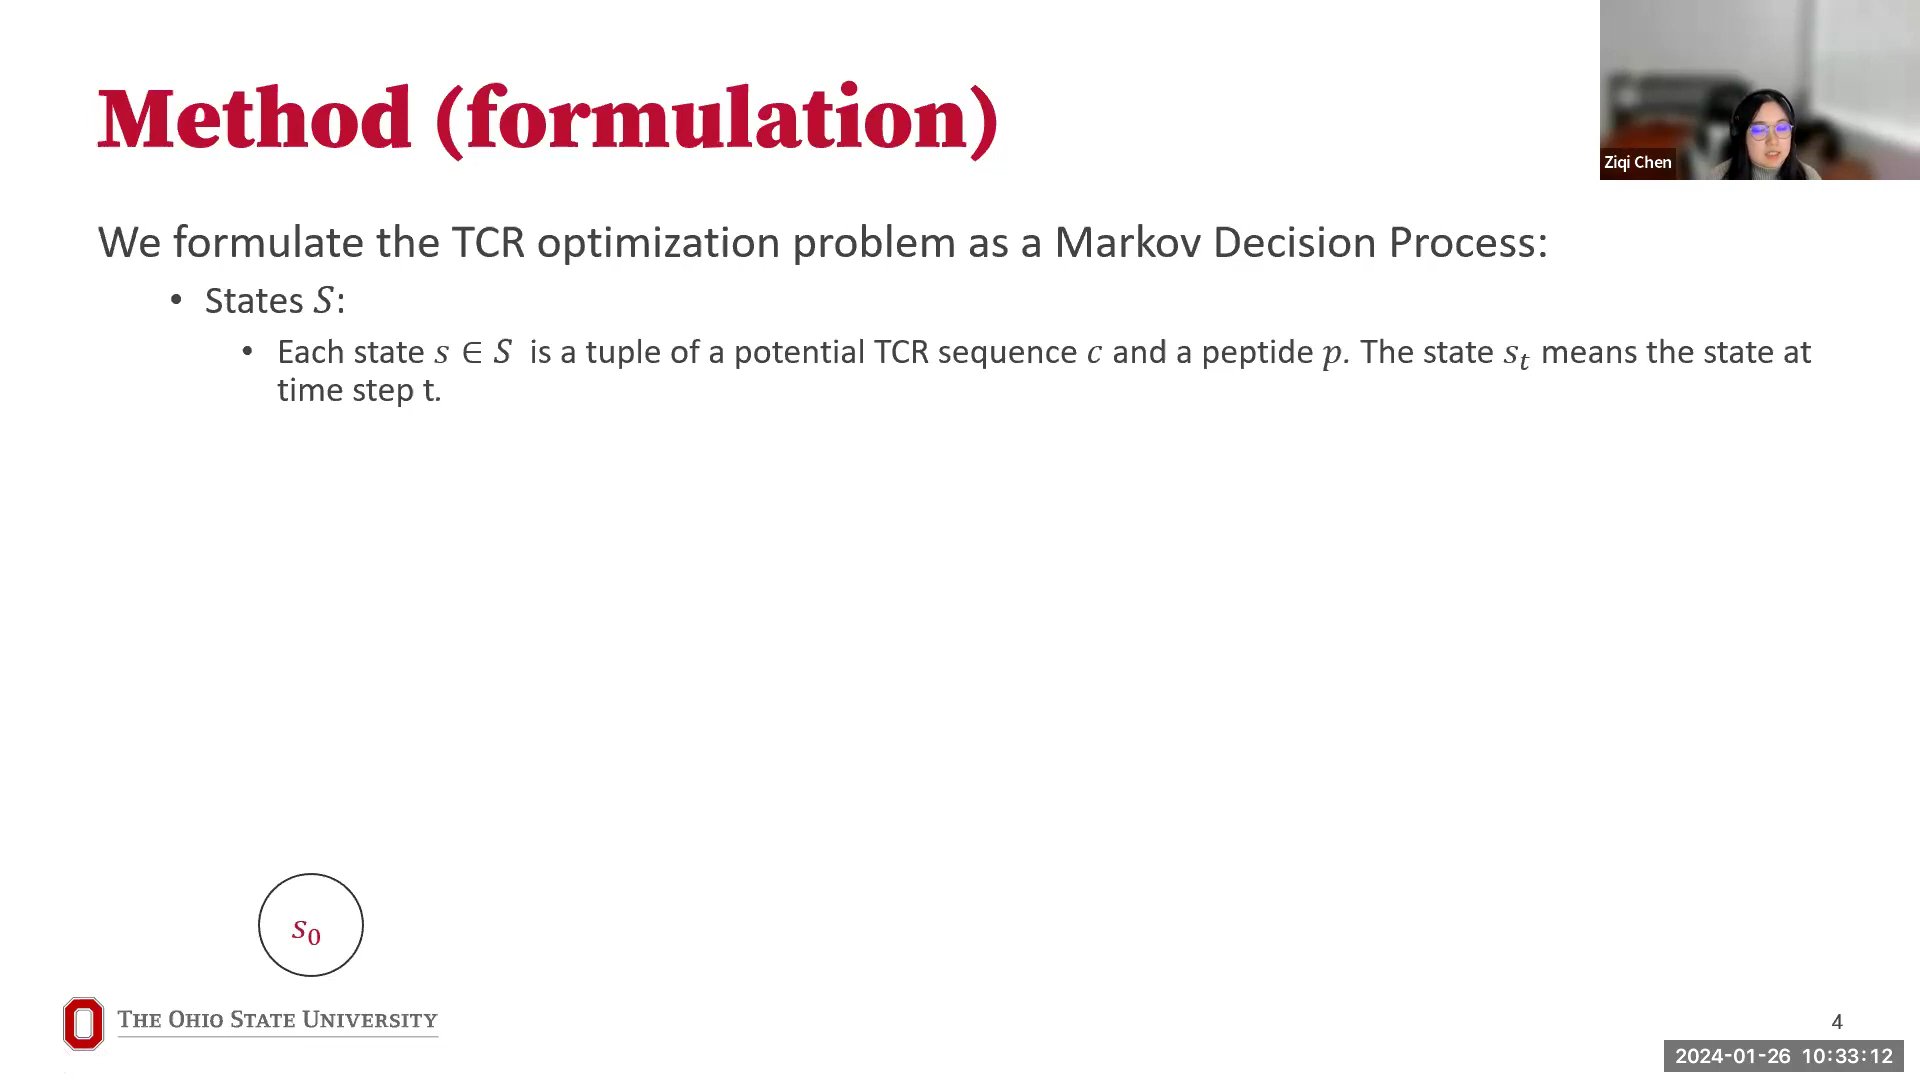 Method (formulation)
Ziqi Chen
We formulate the TCR optimization problem as a Markov Decision Process:
• States 𝑆:
• Each state 𝑠 ∈ 𝑆 is a tuple of a potential TCR sequence 𝑐 and a peptide 𝑝. The state 𝑠ₜ means the state at
time step t.
𝑠₀
THE OHIO STATE UNIVERSITY
4
2024-01-26 10:33:12